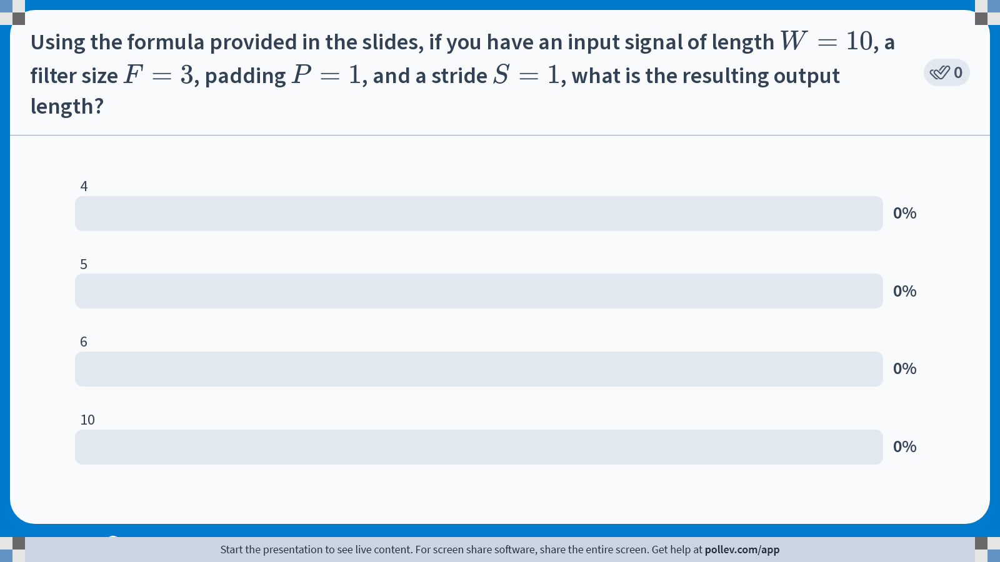 Using the formula provided in the slides, if you have an input signal of length W = 10, a
filter size F = 3, padding P = 1, and a stride S = 1, what is the resulting output
length?
0
4
0%
5
0%
6
0%
10
0%
Start the presentation to see live content. For screen share software, share the entire screen. Get help at pollev.com/app